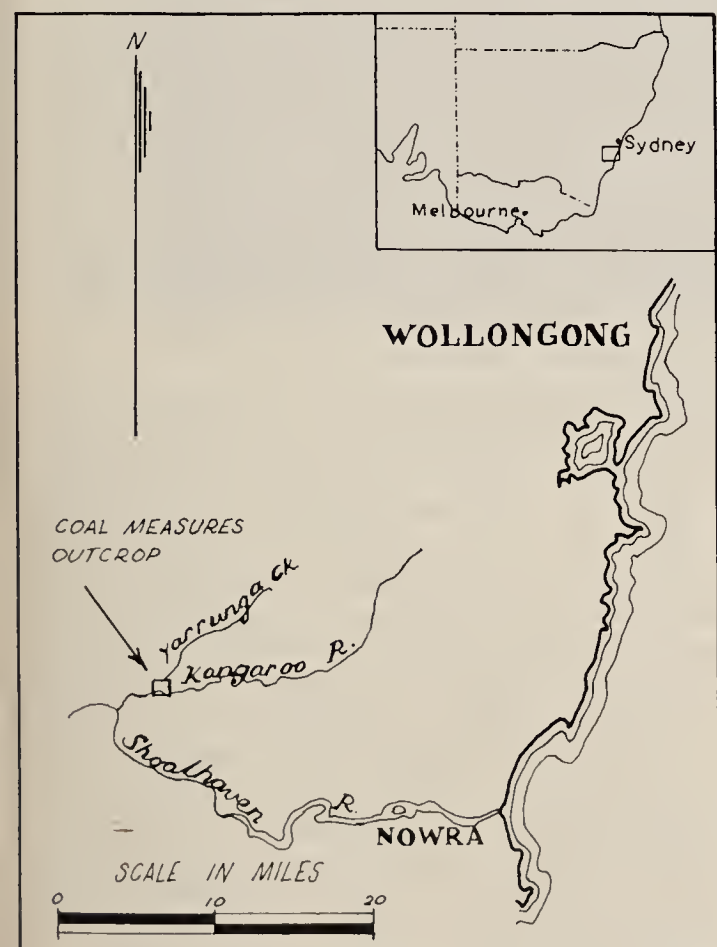 N
Sydney
Melbourne
WOLLONGONG
COAL MEASURES
OUTCROP
Yarrunga Ck
Kangaroo R.
Shoalhaven R.
NOWRA
SCALE IN MILES
0 10 20